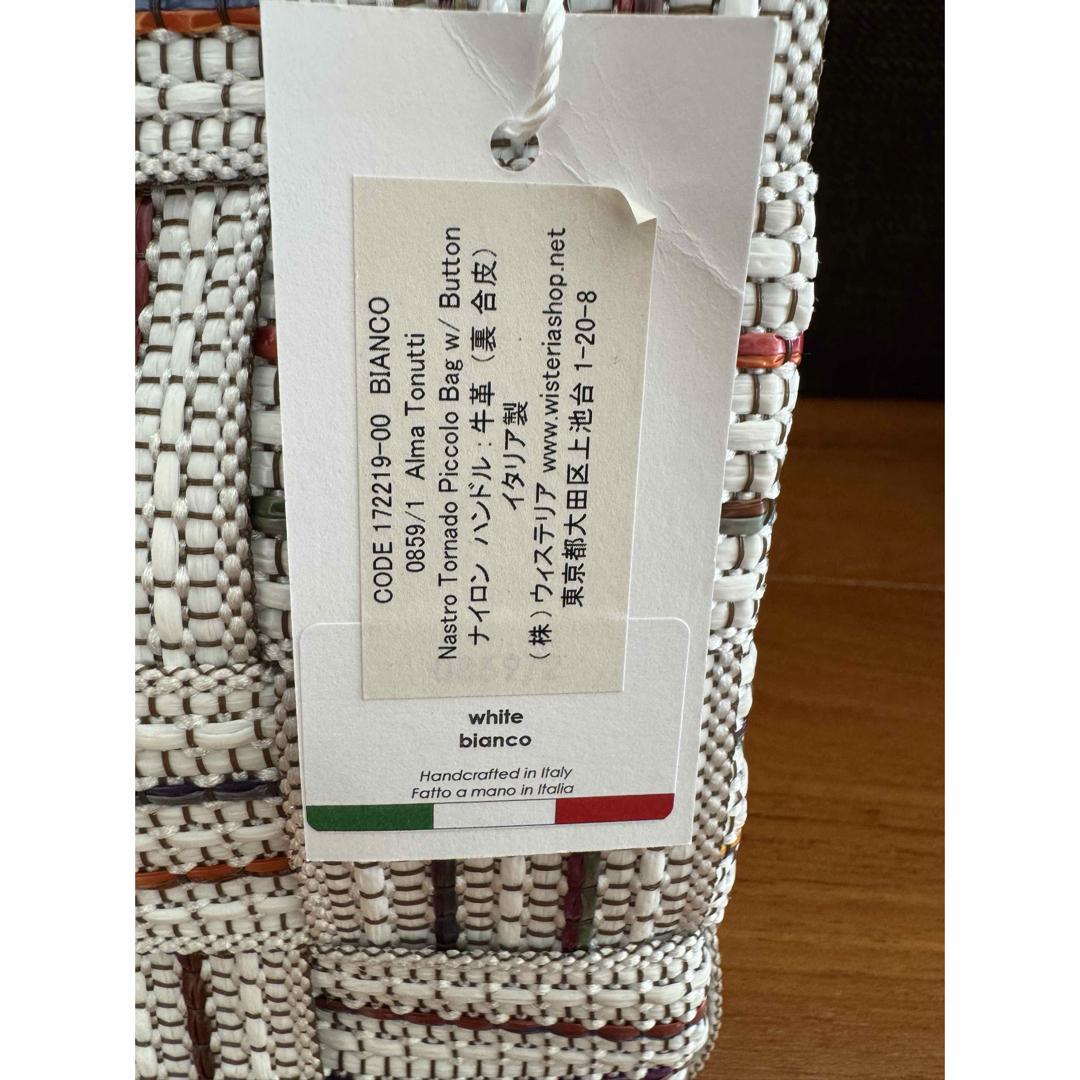 CODE 172219-00 BIANCO
0859/1 Alma Tonutti
Nastro Tornado Piccolo Bag w/ Button
ナイロン ハンドル：牛革（裏 合皮）
イタリア製
（株）ウィステリア www.wisteriashop.net
東京都大田区上池台 1-20-8
white
bianco
Handcrafted in Italy
Fatto a mano in Italia